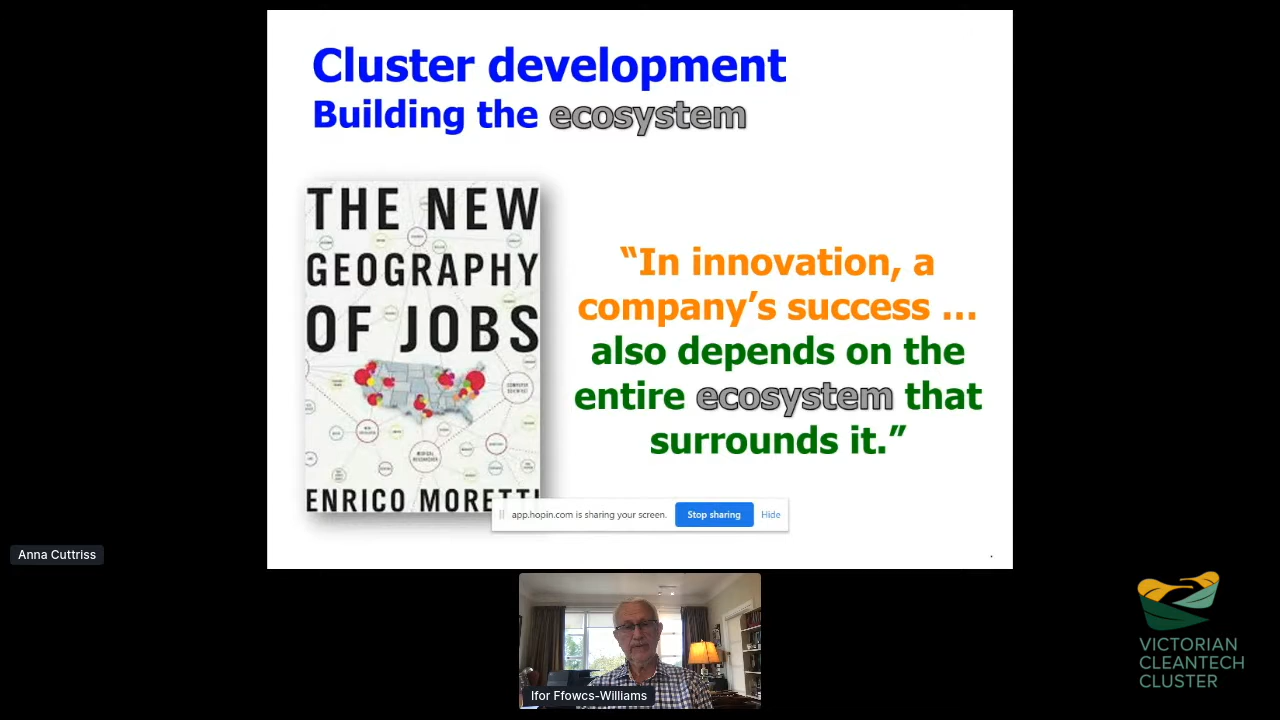 Cluster development
Building the ecosystem
THE NEW
GEOGRAPHY
OF JOBS
ENRICO MORETTI
“In innovation, a
company’s success ...
also depends on the
entire ecosystem that
surrounds it.”
app.hopin.com is sharing your screen.
Stop sharing
Hide
Anna Cuttriss
Ifor Ffowcs-Williams
VICTORIAN
CLEANTECH
CLUSTER